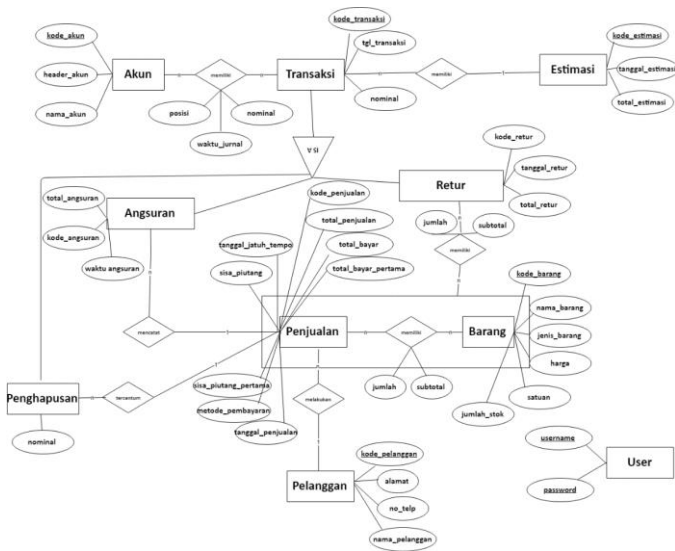 kode_transaksi
kode_akun
tgl_transaksi
kode_estimasi
header_akun
Akun
memiliki
Transaksi
memiliki
Estimasi
tanggal_estimasi
nama_akun
posisi
nominal
nominal
total_estimasi
waktu_jurnal
IS A
kode_retur
tanggal_retur
Retur
total_retur
total_angsuran
Angsuran
kode_penjualan
kode_angsuran
total_penjualan
jumlah
subtotal
waktu angsuran
tanggal_jatuh_tempo
total_bayar
memiliki
sisa_piutang
total_bayar_pertama
kode_barang
nama_barang
mencatat
Penjualan
memiliki
Barang
jenis_barang
harga
sisa_piutang_pertama
jumlah
subtotal
satuan
Penghapusan
tercantum
metode_pembayaran
melakukan
jumlah_stok
tanggal_penjualan
nominal
username
kode_pelanggan
User
Pelanggan
alamat
password
no_telp
nama_pelanggan